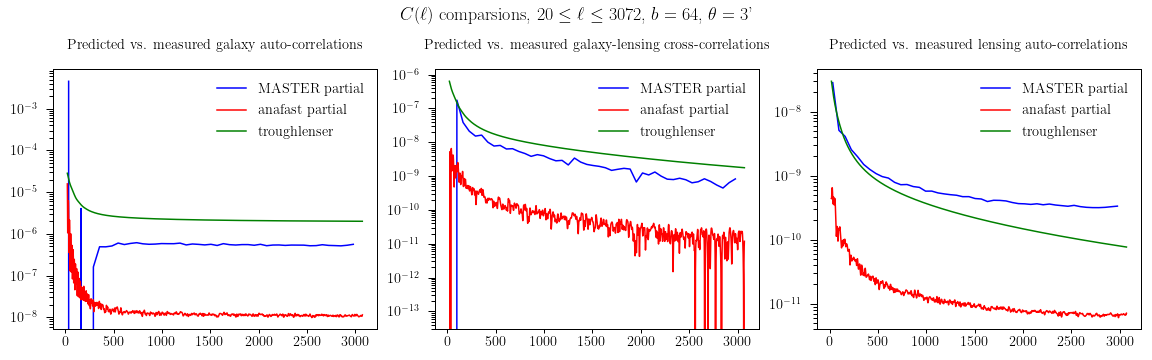 C(ℓ) comparsions, 20 ≤ ℓ ≤ 3072, b = 64, θ = 3'
Predicted vs. measured galaxy auto-correlations
MASTER partial
anafast partial
troughlenser
10⁻³
10⁻⁴
10⁻⁵
10⁻⁶
10⁻⁷
10⁻⁸
0 500 1000 1500 2000 2500 3000
Predicted vs. measured galaxy-lensing cross-correlations
MASTER partial
anafast partial
troughlenser
10⁻⁶
10⁻⁷
10⁻⁸
10⁻⁹
10⁻¹⁰
10⁻¹¹
10⁻¹²
10⁻¹³
0 500 1000 1500 2000 2500 3000
Predicted vs. measured lensing auto-correlations
MASTER partial
anafast partial
troughlenser
10⁻⁸
10⁻⁹
10⁻¹⁰
10⁻¹¹
0 500 1000 1500 2000 2500 3000